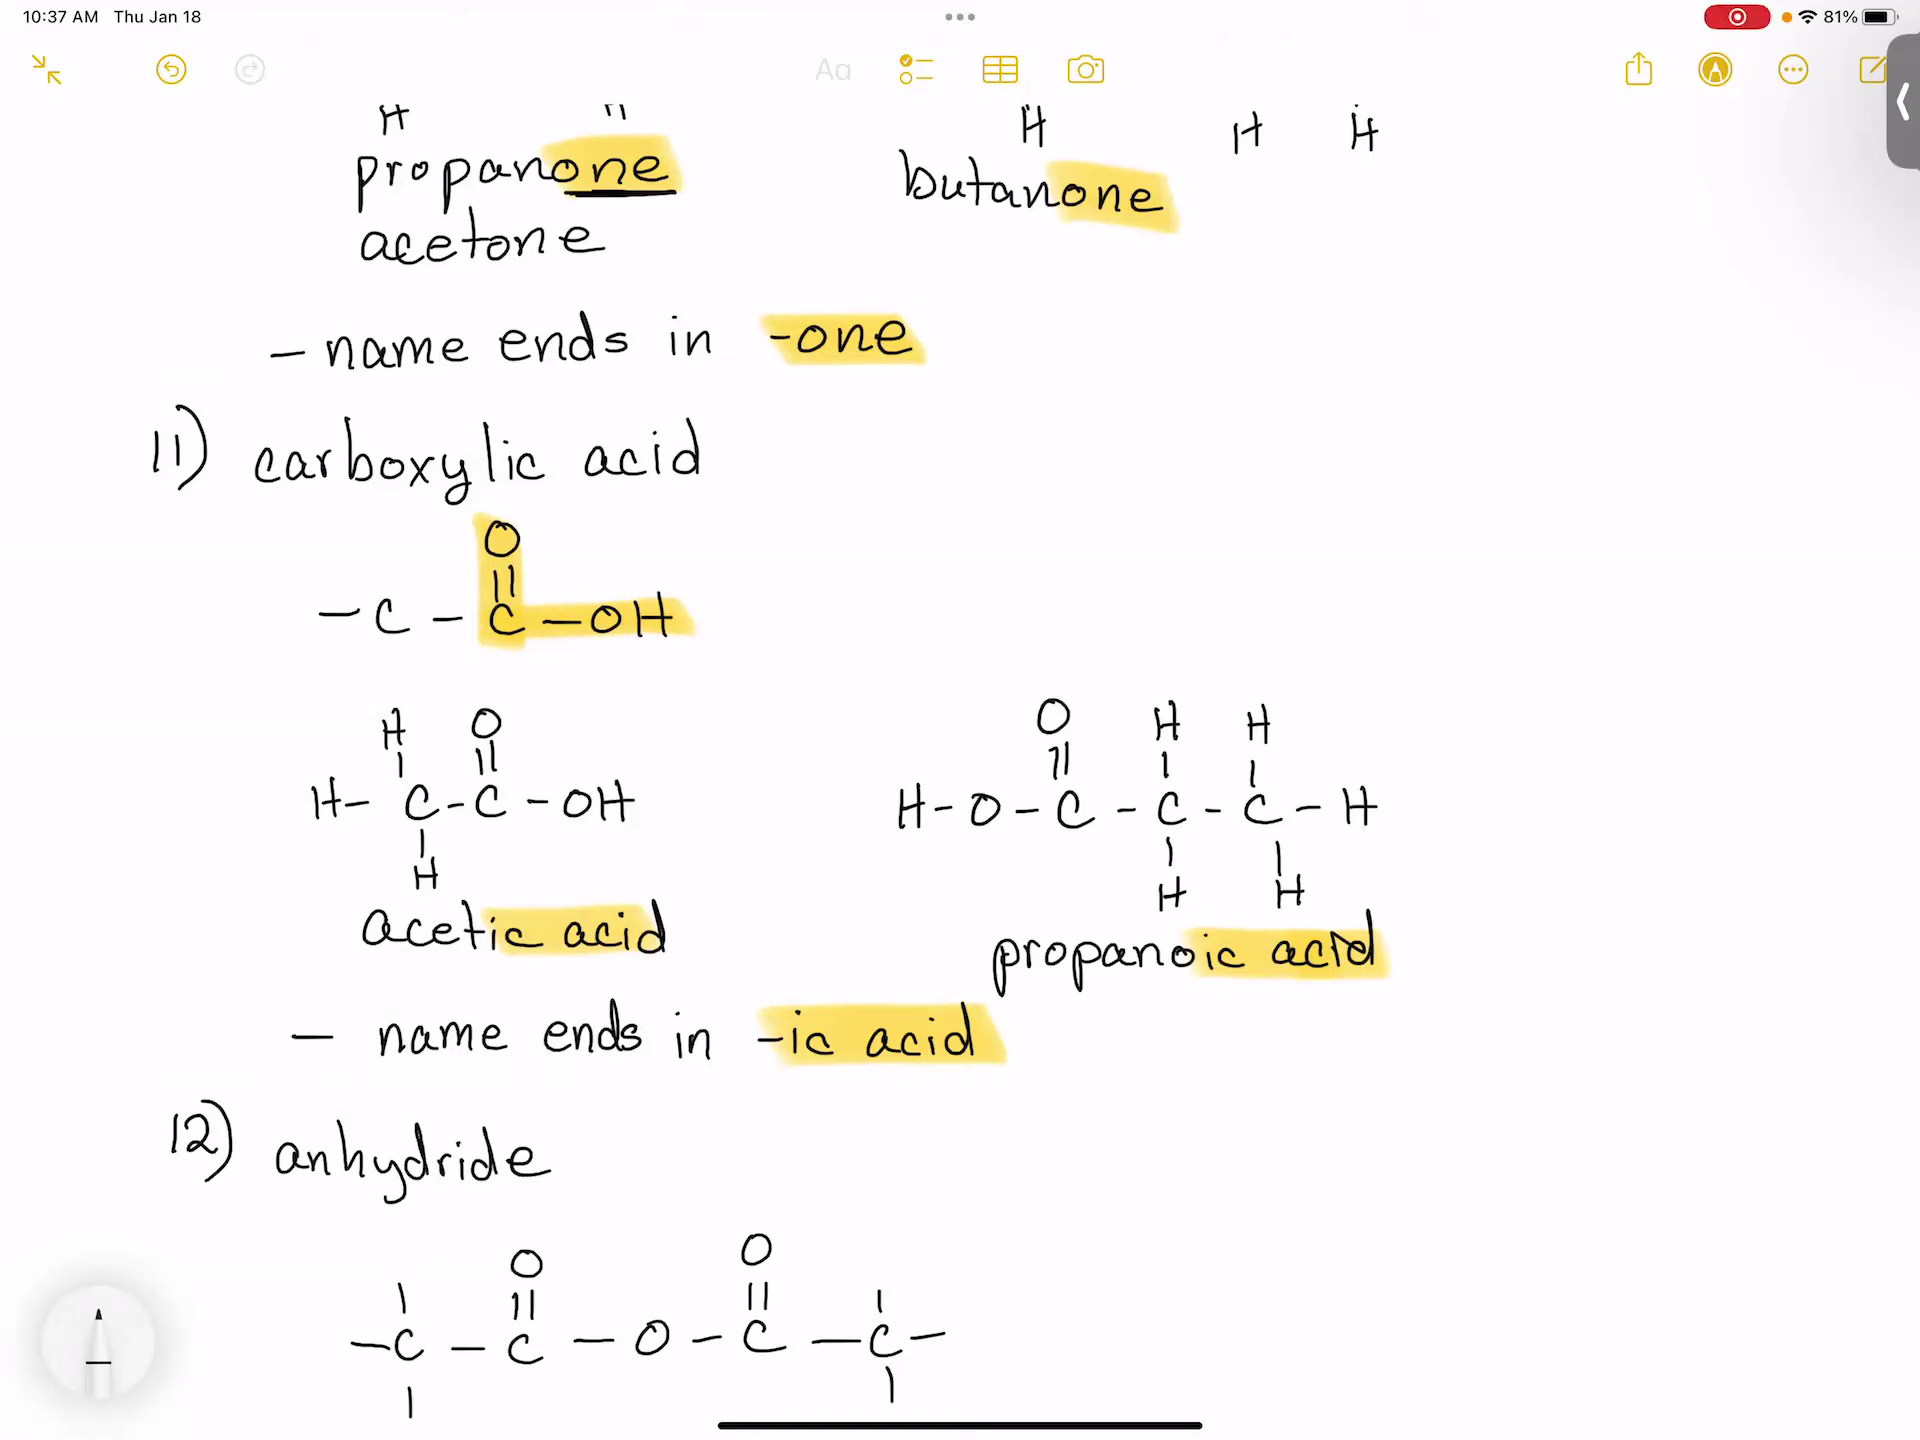 10:37 AM Thu Jan 18
81%
Aa
H " H H H
propanone butanone
acetone
- name ends in -one
11) carboxylic acid
O
||
- C - C - OH
H O O H H
| || || | |
H- C - C - OH H - O - C - C - C - H
| | |
H H H
acetic acid propanoic acid
- name ends in -ic acid
12) anhydride
O O
| || || |
- C - C - O - C - C -
| |